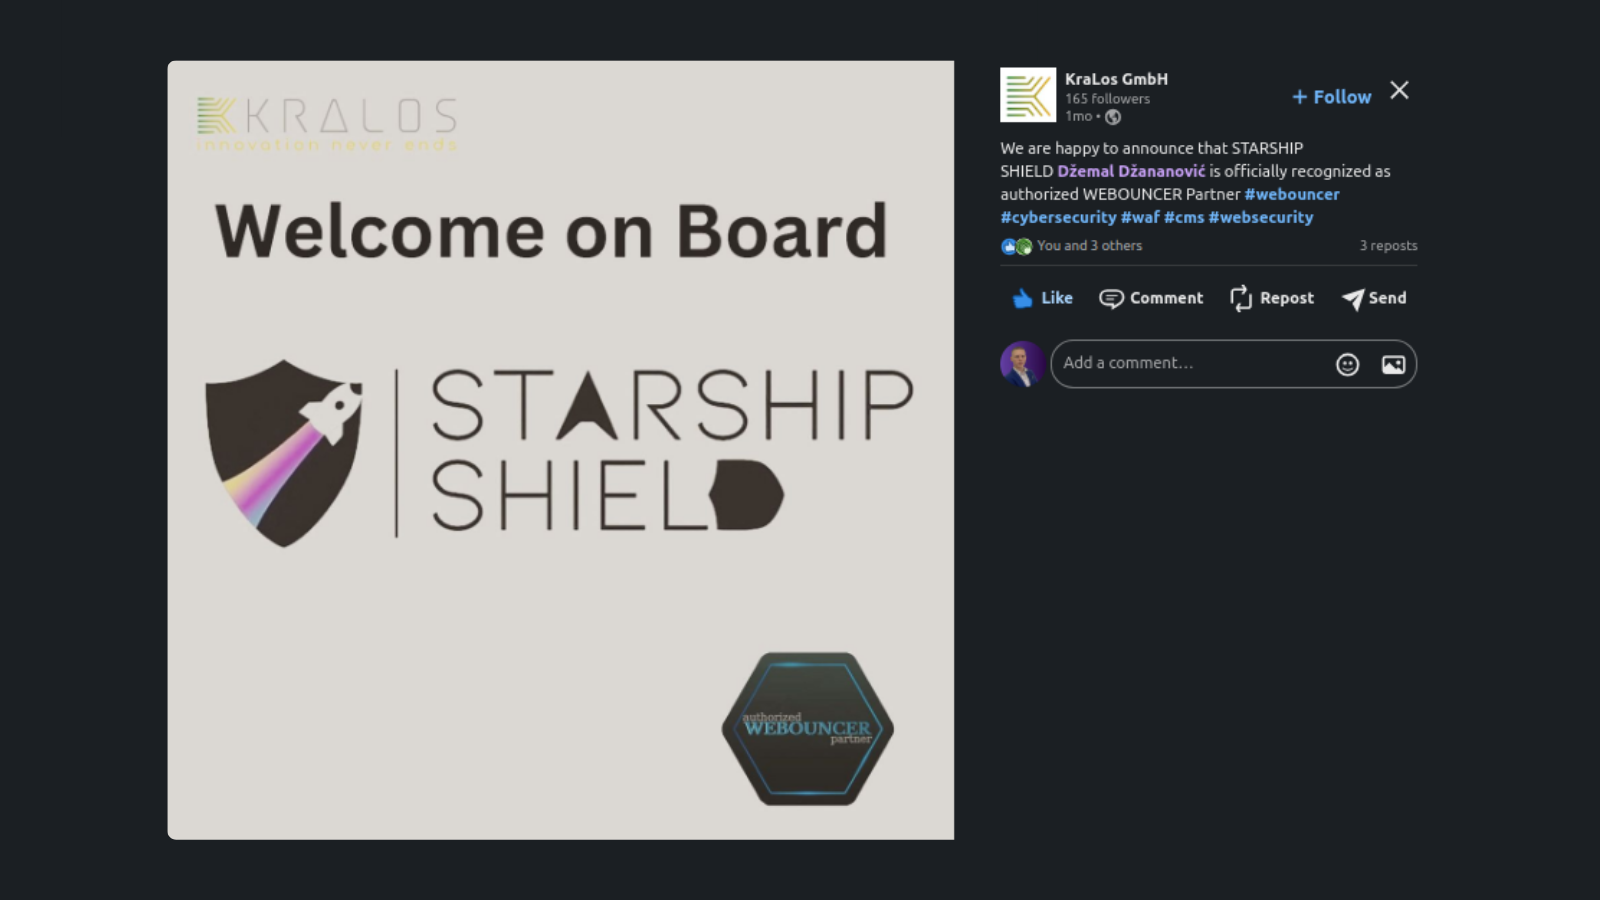 KRALOS
innovation never ends
Welcome on Board
STARSHIP
SHIELD
authorized
WEBOUNCER
partner
KraLos GmbH
165 followers
1mo •
+ Follow
We are happy to announce that STARSHIP
SHIELD Džemal Džananović is officially recognized as
authorized WEBOUNCER Partner #webouncer
#cybersecurity #waf #cms #websecurity
You and 3 others
3 reposts
Like
Comment
Repost
Send
Add a comment...